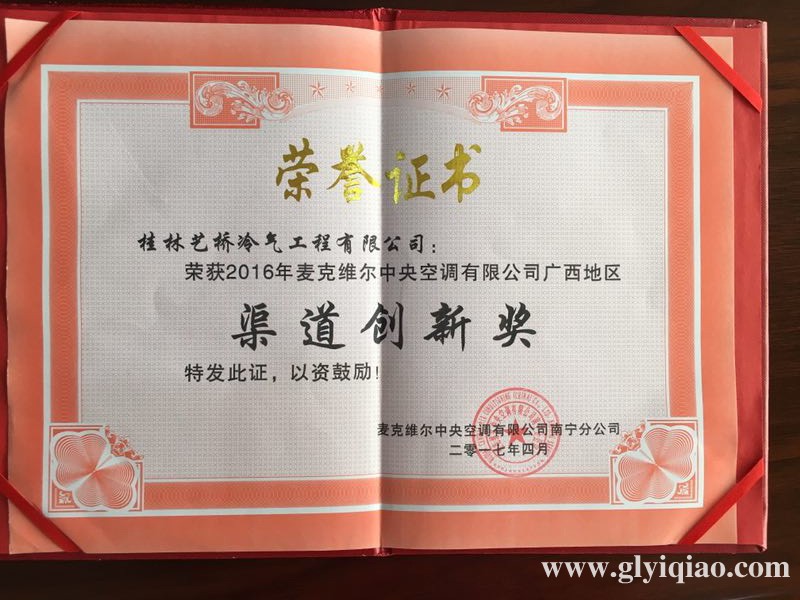 荣誉证书
桂林艺桥冷气工程有限公司：
荣获2016年麦克维尔中央空调有限公司广西地区
渠道创新奖
特发此证，以资鼓励！
麦克维尔中央空调有限公司南宁分公司
二零一七年四月
www.glyiqiao.com